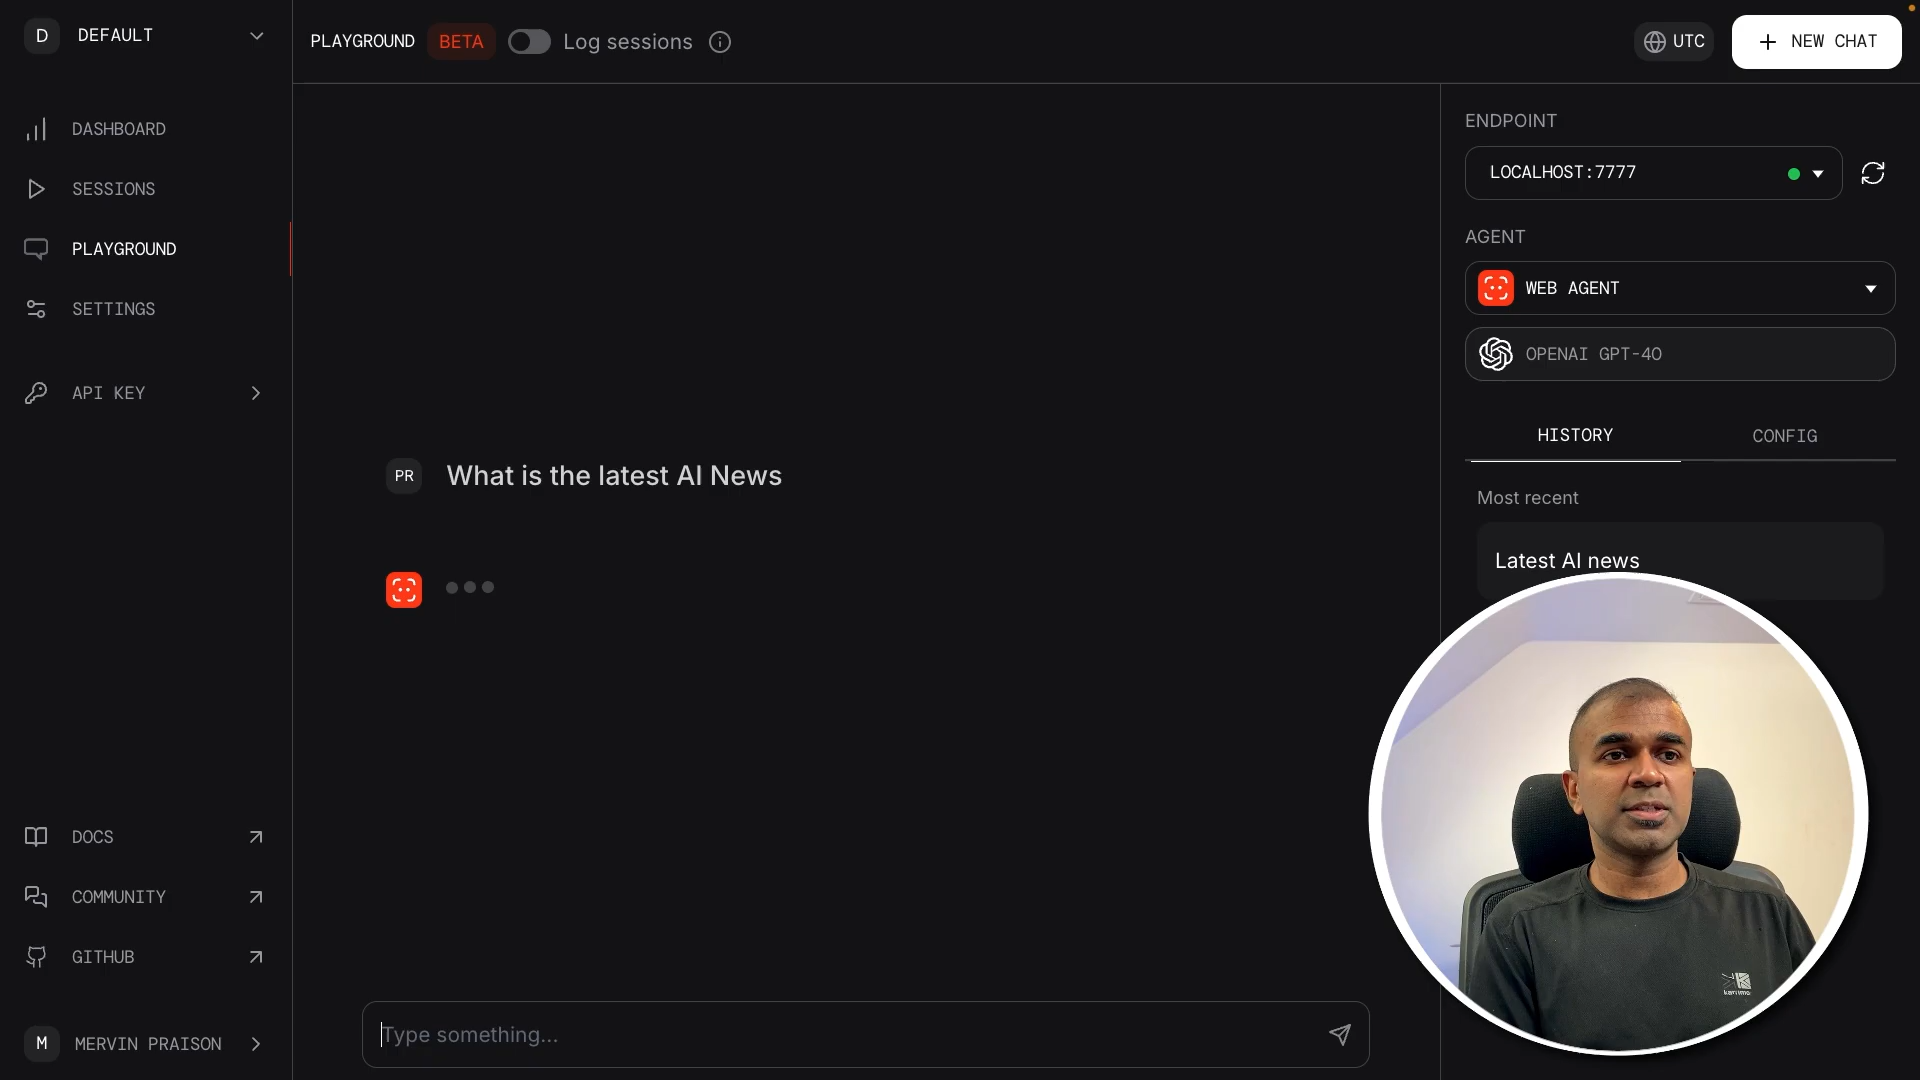 D DEFAULT
DASHBOARD
SESSIONS
PLAYGROUND
SETTINGS
API KEY
DOCS
COMMUNITY
GITHUB
M MERVIN PRAISON
PLAYGROUND BETA Log sessions
UTC
NEW CHAT
PR What is the latest AI News
Type something...
ENDPOINT
LOCALHOST:7777
AGENT
WEB AGENT
OPENAI GPT-4O
HISTORY CONFIG
Most recent
Latest AI news